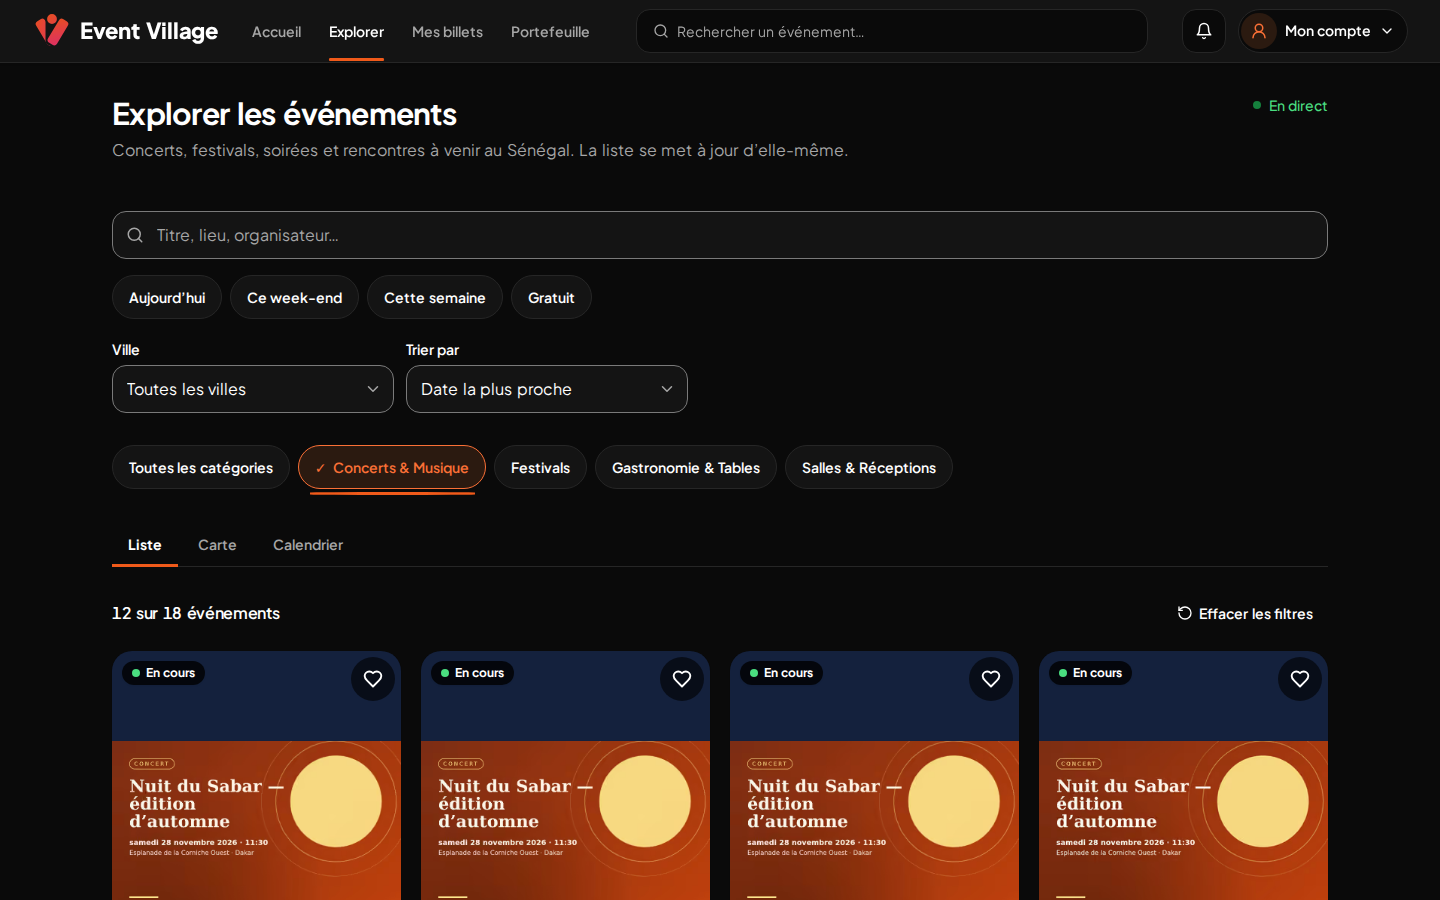 Event Village
Accueil
Explorer
Mes billets
Portefeuille
Rechercher un événement…
Mon compte
Explorer les événements
En direct
Concerts, festivals, soirées et rencontres à venir au Sénégal. La liste se met à jour d’elle-même.
Titre, lieu, organisateur…
Aujourd’hui
Ce week-end
Cette semaine
Gratuit
Ville
Trier par
Toutes les villes
Date la plus proche
Toutes les catégories
✓ Concerts & Musique
Festivals
Gastronomie & Tables
Salles & Réceptions
Liste
Carte
Calendrier
12 sur 18 événements
Effacer les filtres
En cours
CONCERT
Nuit du Sabar —
édition
d’automne
samedi 28 novembre 2026 · 11:30
Esplanade de la Corniche Ouest · Dakar
En cours
CONCERT
Nuit du Sabar —
édition
d’automne
samedi 28 novembre 2026 · 11:30
Esplanade de la Corniche Ouest · Dakar
En cours
CONCERT
Nuit du Sabar —
édition
d’automne
samedi 28 novembre 2026 · 11:30
Esplanade de la Corniche Ouest · Dakar
En cours
CONCERT
Nuit du Sabar —
édition
d’automne
samedi 28 novembre 2026 · 11:30
Esplanade de la Corniche Ouest · Dakar